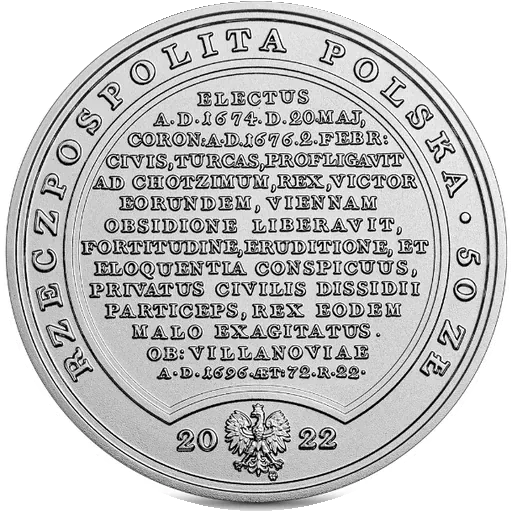 RZECZPOSPOLITA POLSKA · 50 ZŁ
ELECTUS
A.D.1674.D.20.MAJ,
CORON:A.D.1676.2.FEBR:
CIVIS,TURCAS,PROFLIGAVIT
AD CHOTZIMUM,REX,VICTOR
EORUNDEM, VIENNAM
OBSIDIONE LIBERAVIT,
FORTITUDINE,ERUDITIONE, ET
ELOQUENTIA CONSPICUUS,
PRIVATUS CIVILIS DISSIDII
PARTICEPS, REX EODEM
MALO EXAGITATUS.
OB: VILLANOVIAE
A.D.1696.ÆT:72.R.22.
2022